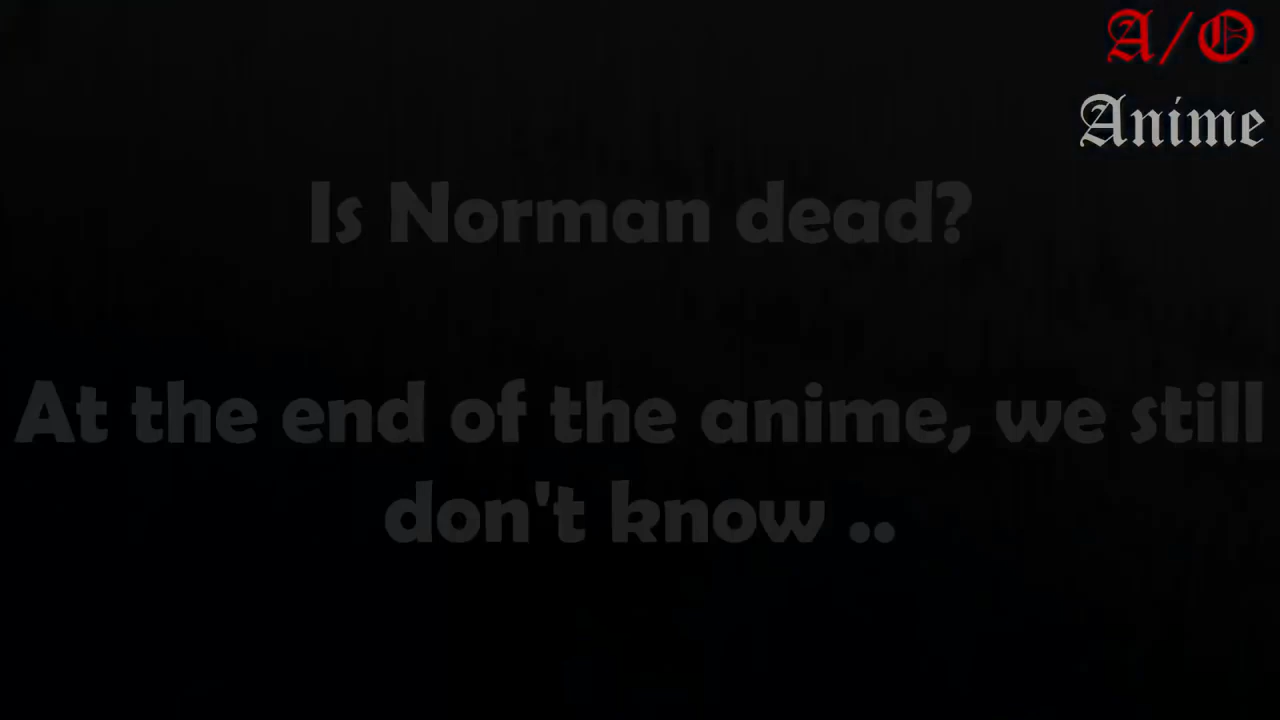 A/O
Anime
Is Norman dead?
At the end of the anime, we still
don't know ..